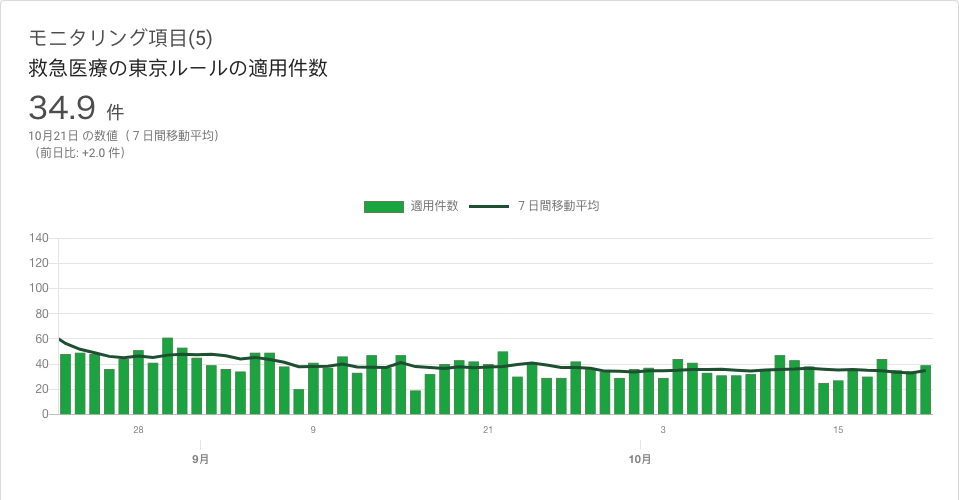 モニタリング項目(5)
救急医療の東京ルールの適用件数
34.9 件
10月21日 の数値（７日間移動平均）
（前日比: +2.0 件）
適用件数 ７日間移動平均
140
120
100
80
60
40
20
0
28 9 21 3 15
9月 10月